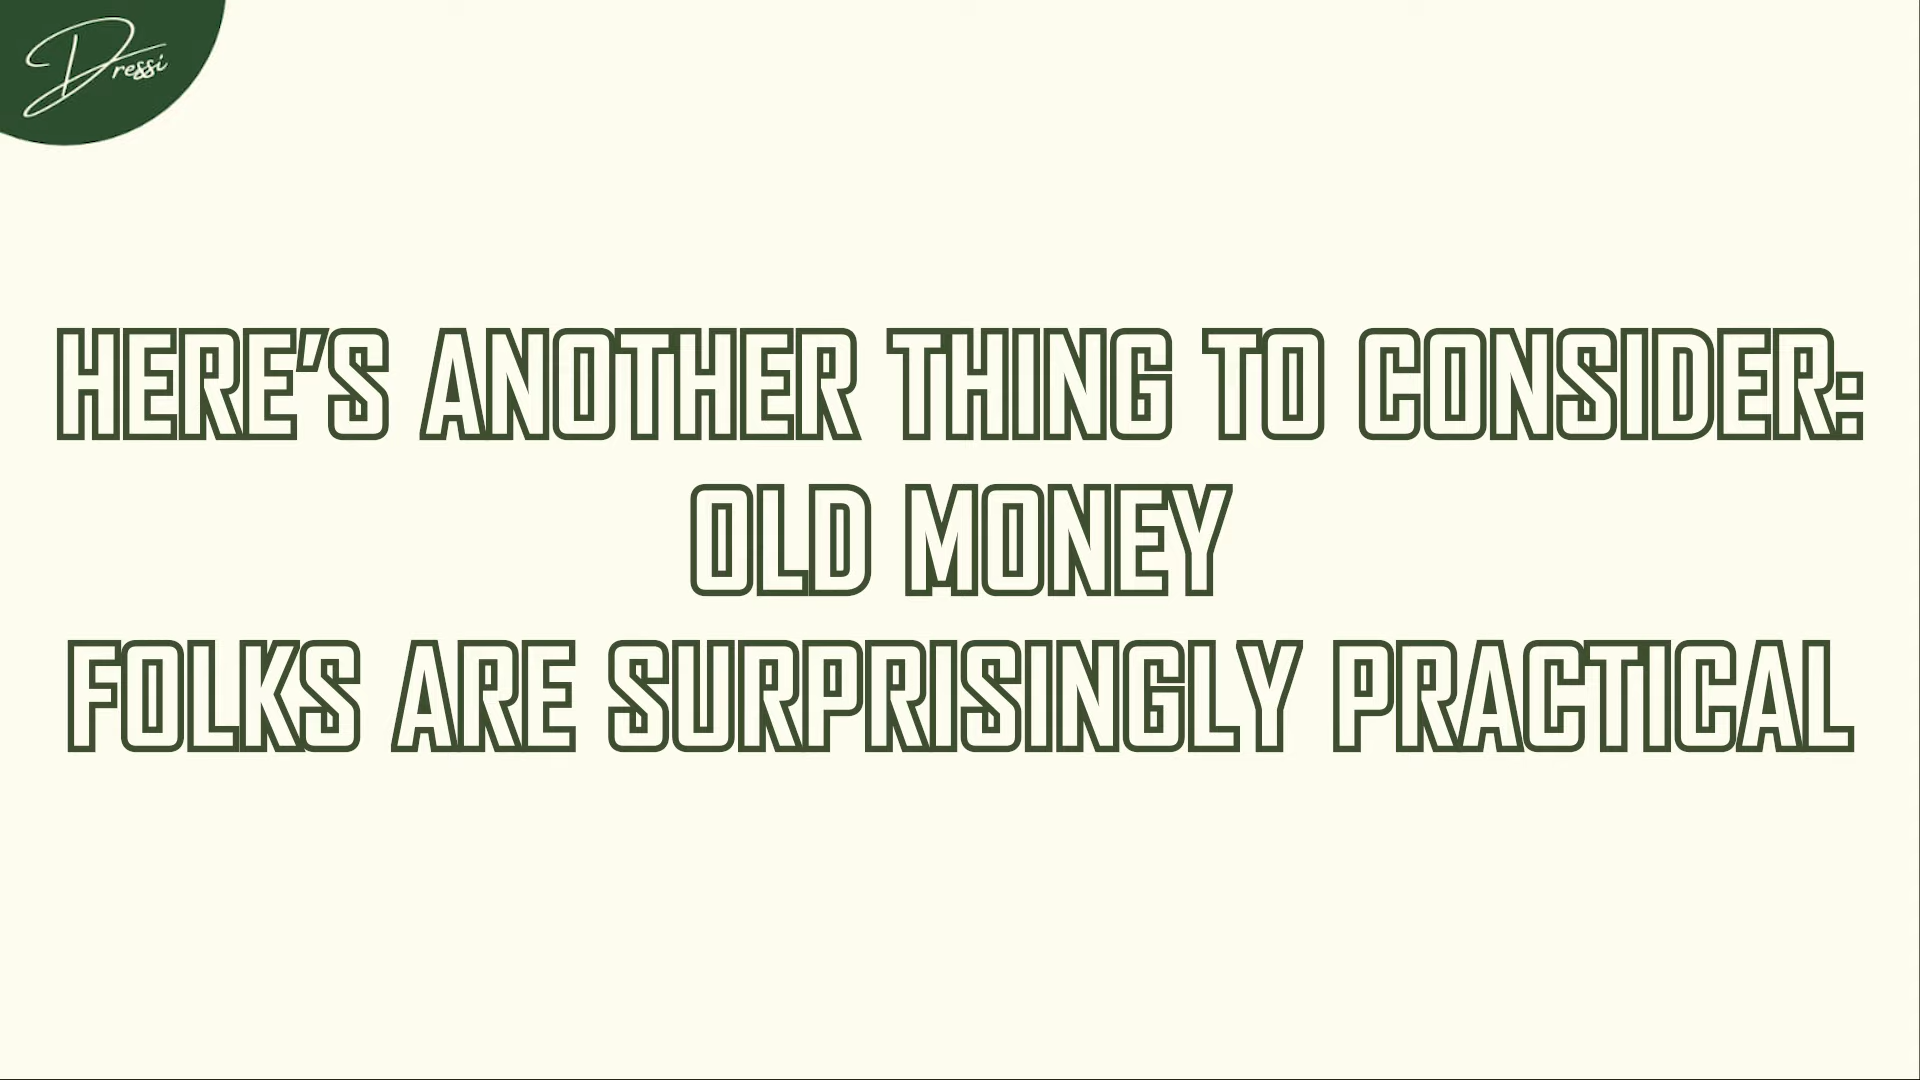 Dressi
HERE'S ANOTHER THING TO CONSIDER:
OLD MONEY
FOLKS ARE SURPRISINGLY PRACTICAL